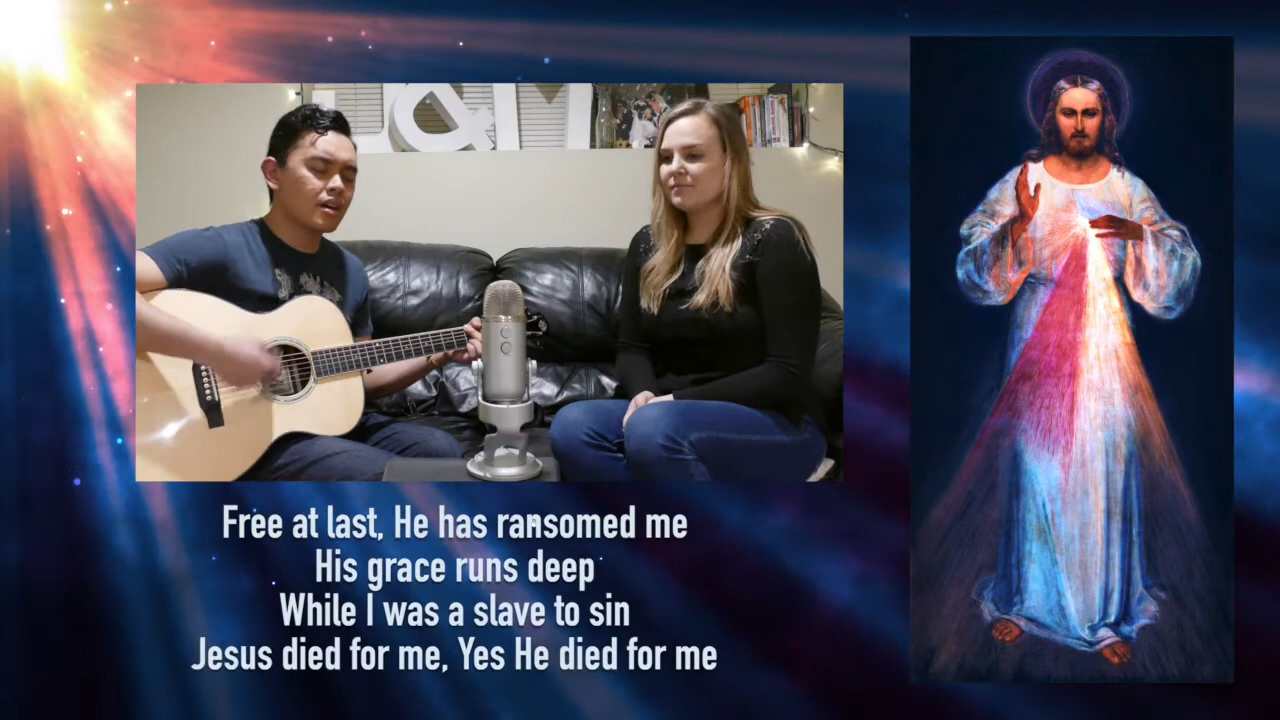 &
Free at last, He has ransomed me
His grace runs deep
While I was a slave to sin
Jesus died for me, Yes He died for me